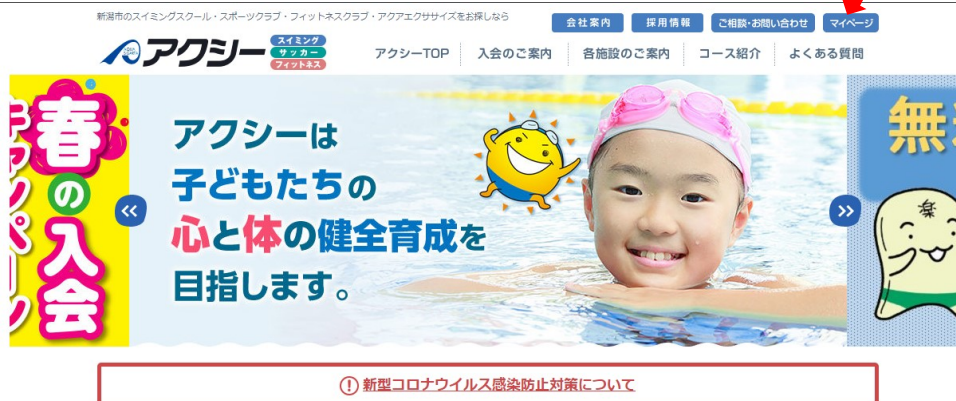 新潟市のスイミングスクール・スポーツクラブ・フィットネスクラブ・アクアエクササイズをお探しなら
会社案内 採用情報 ご相談・お問い合わせ マイページ
アクシー
スイミング
サッカー
フィットネス
アクシーTOP 入会のご案内 各施設のご案内 コース紹介 よくある質問
春の入会
キャンペーン
アクシーは
子どもたちの
心と体の健全育成を
目指します。
無
楽
新型コロナウイルス感染防止対策について